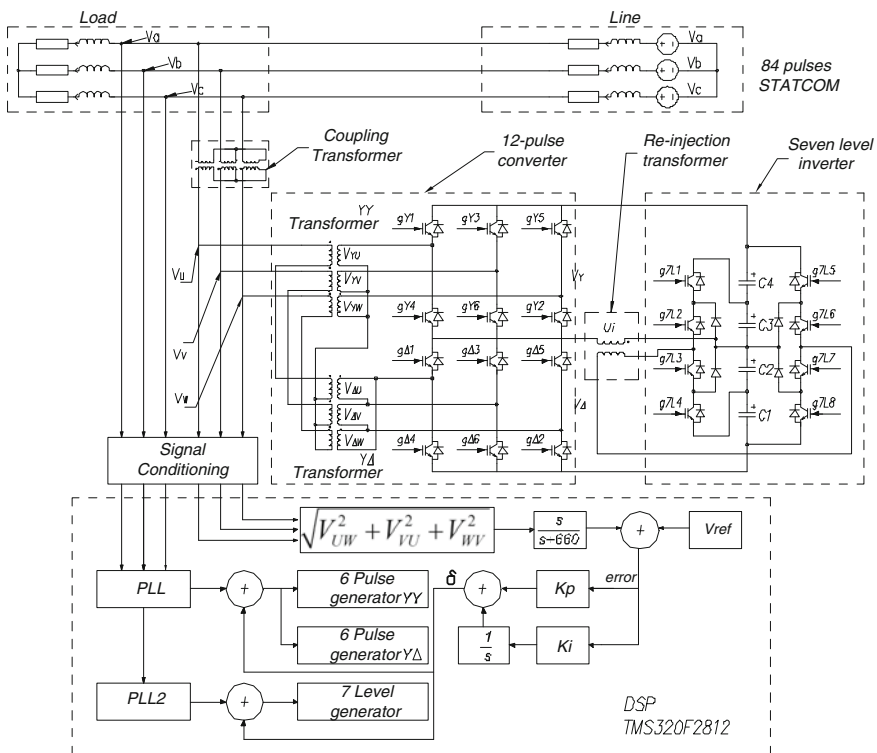 Load
Line
Va
Vb
Vc
Va
Vb
Vc
84 pulses
STATCOM
Coupling
Transformer
12-pulse
converter
Re-injection
transformer
Seven level
inverter
YY
Transformer
gY1
gY3
gY5
VU
VYU
VYV
VYW
VY
gY4
gY6
gY2
Ui
g7L1
g7L2
g7L3
g7L4
C4
C3
C2
C1
g7L5
g7L6
g7L7
g7L8
VV
gΔ1
gΔ3
gΔ5
VW
VΔU
VΔV
VΔW
VΔ
YΔ
Transformer
gΔ4
gΔ6
gΔ2
Signal
Conditioning
√V²UW + V²VU + V²WV
s
s+660
+
Vref
error
PLL
+
6 Pulse
generator YY
δ
+
Kp
6 Pulse
generator YΔ
1
s
Ki
PLL2
+
7 Level
generator
DSP
TMS320F2812